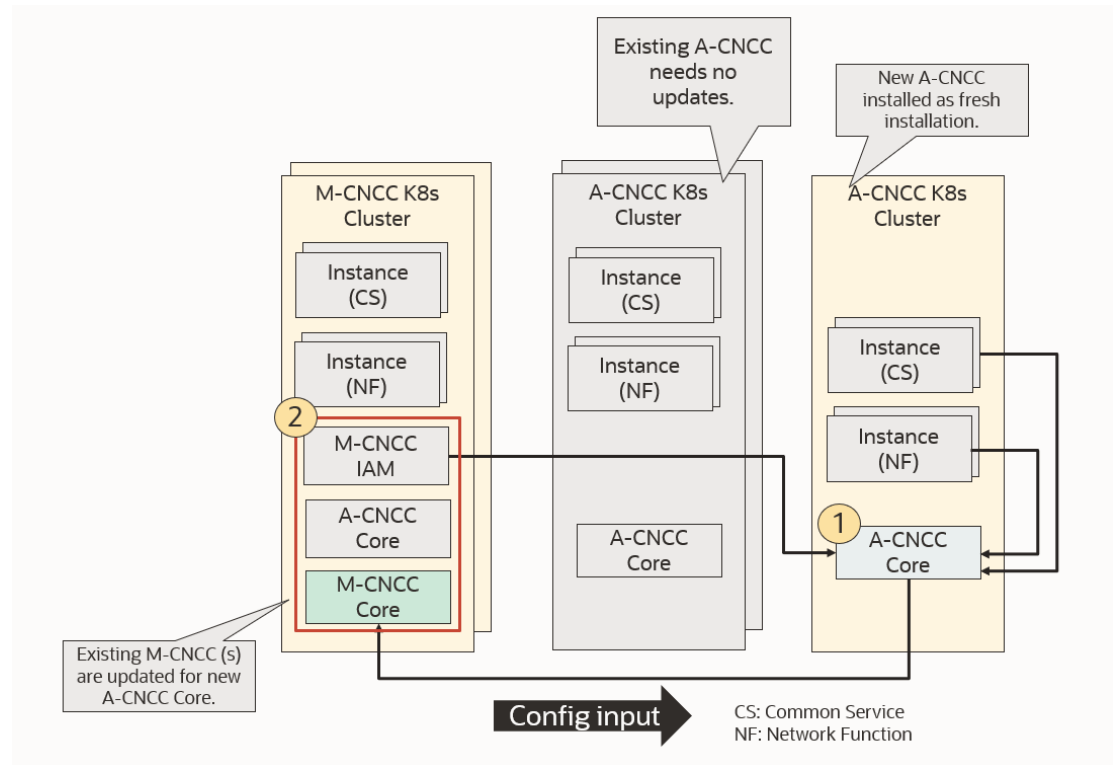 Existing A-CNCC
needs no
updates.
New A-CNCC
installed as fresh
installation.
M-CNCC K8s
Cluster
Instance
(CS)
Instance
(NF)
2
M-CNCC
IAM
A-CNCC
Core
M-CNCC
Core
Existing M-CNCC (s)
are updated for new
A-CNCC Core.
A-CNCC K8s
Cluster
Instance
(CS)
Instance
(NF)
A-CNCC
Core
A-CNCC K8s
Cluster
Instance
(CS)
Instance
(NF)
1
A-CNCC
Core
Config input
CS: Common Service
NF: Network Function